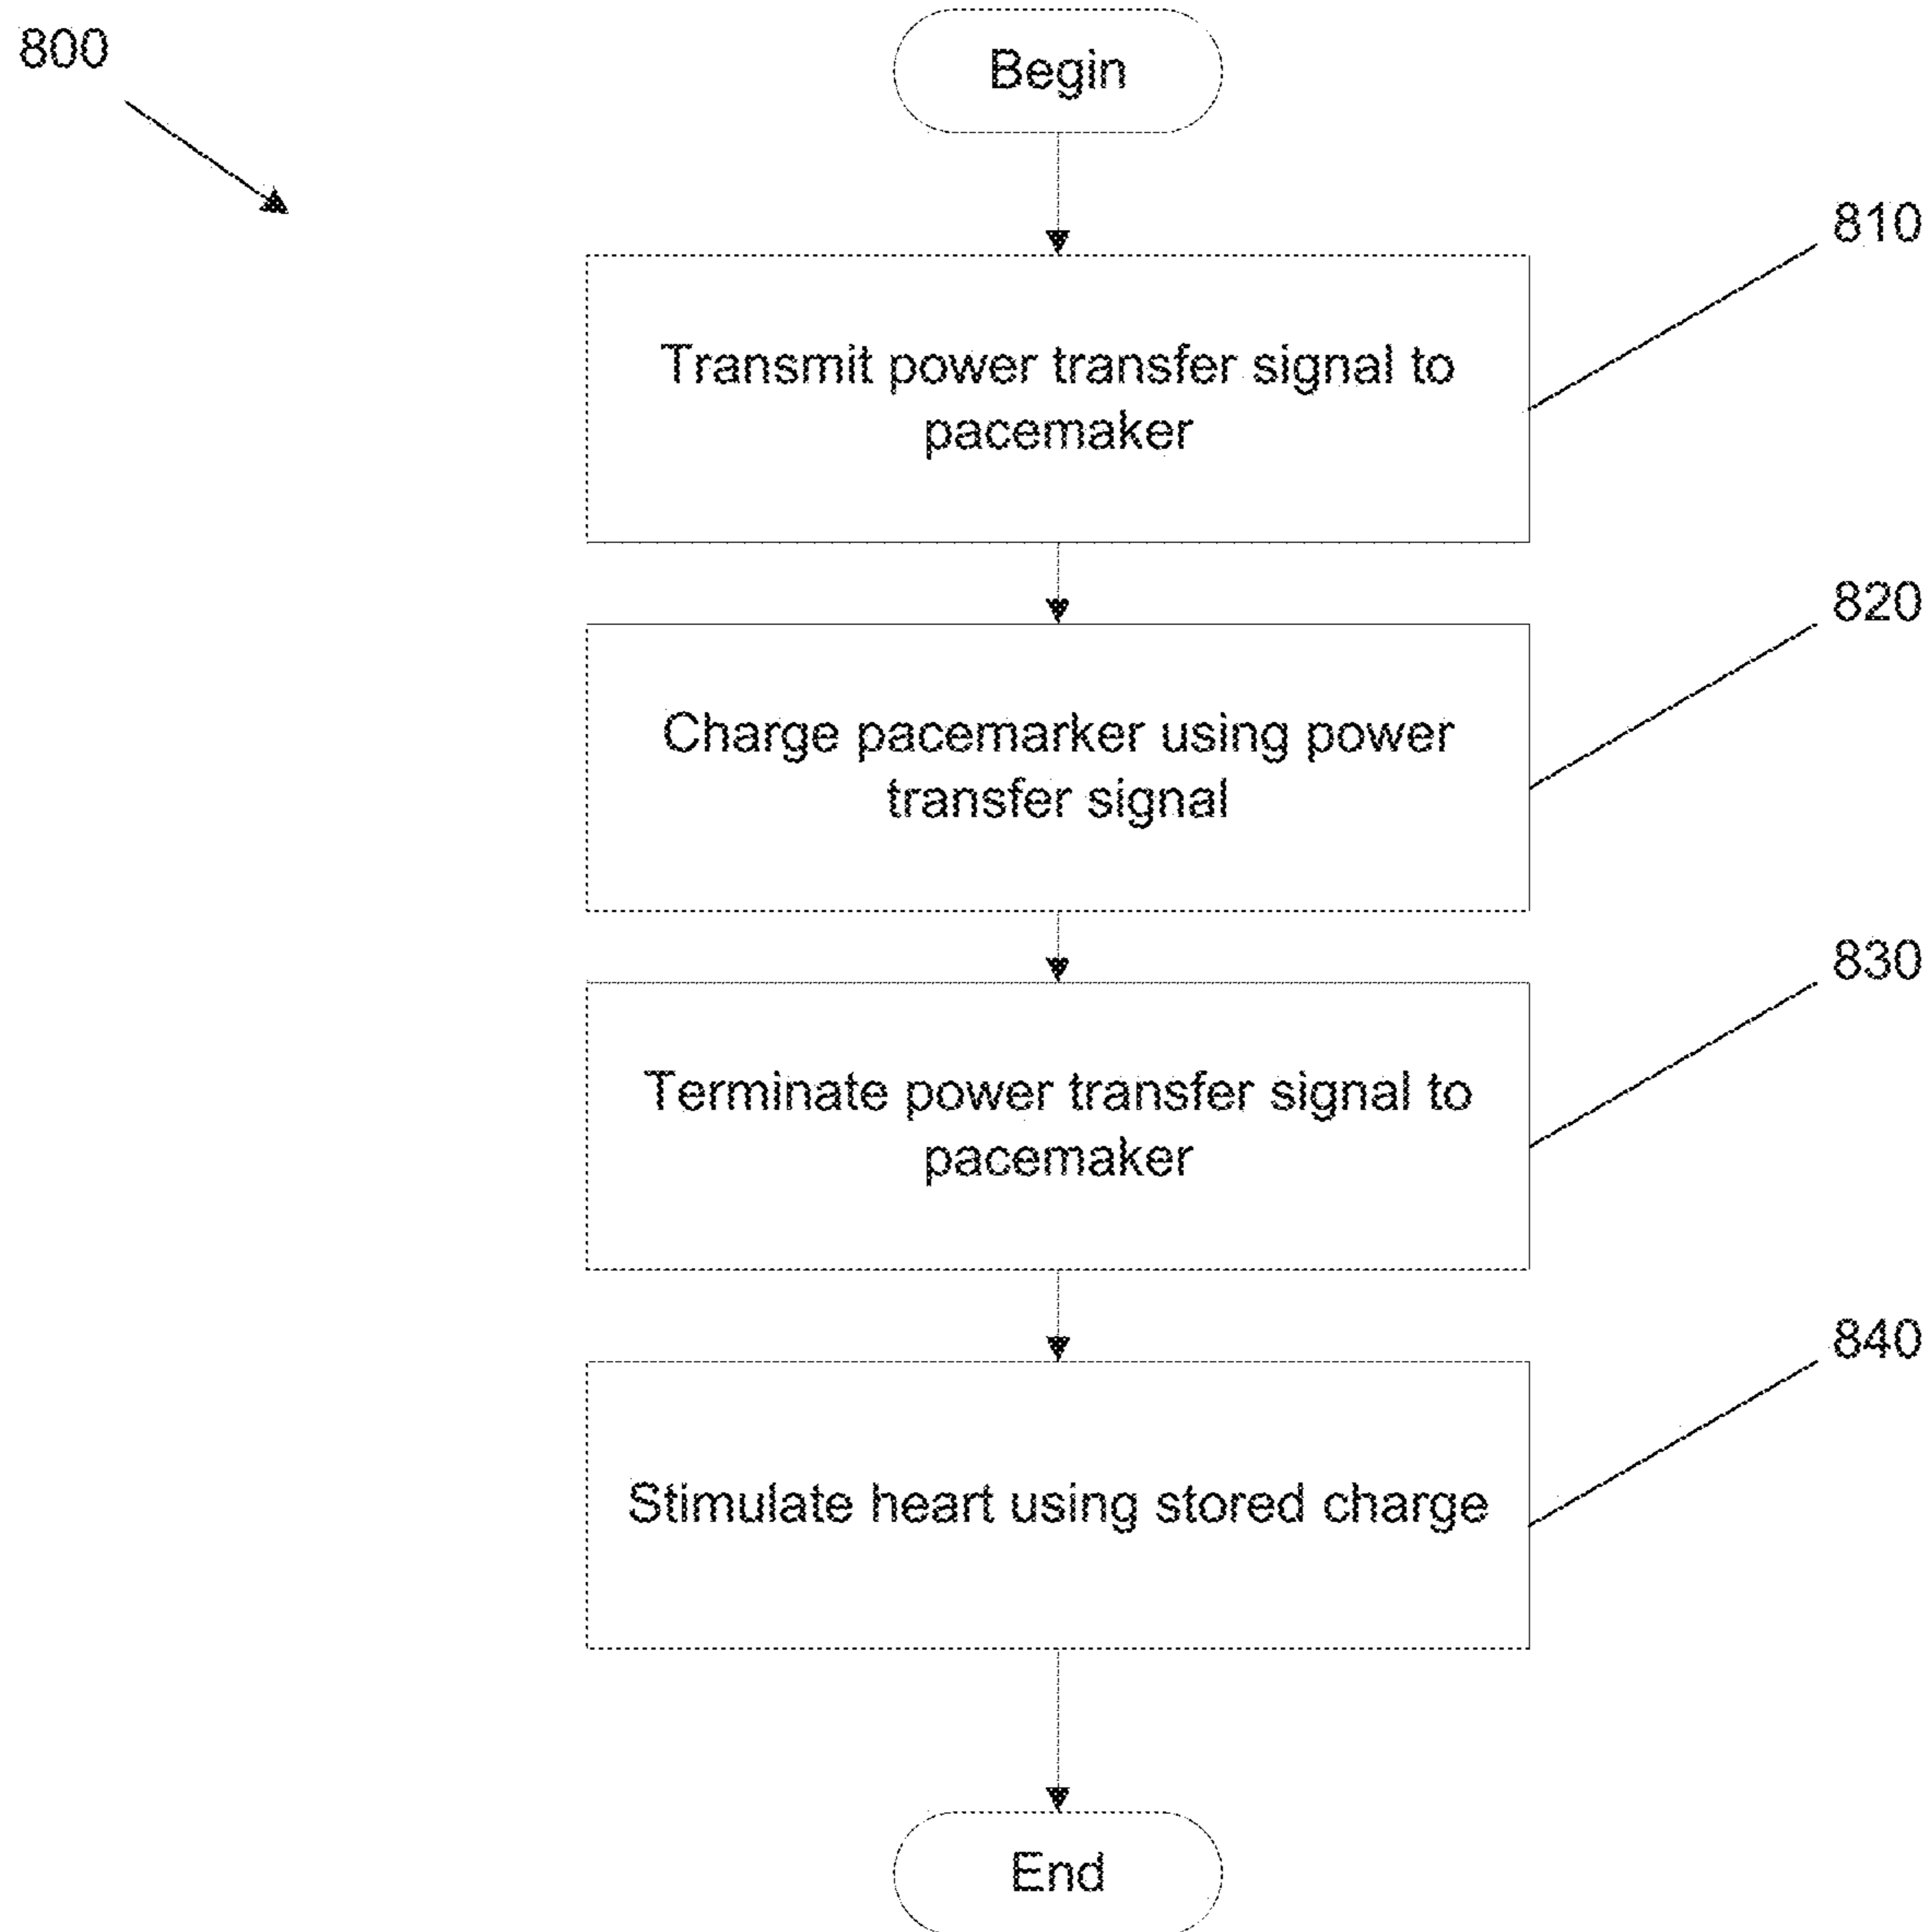 800
Begin
810
Transmit power transfer signal to
pacemaker
820
Charge pacemarker using power
transfer signal
830
Terminate power transfer signal to
pacemaker
840
Stimulate heart using stored charge
End